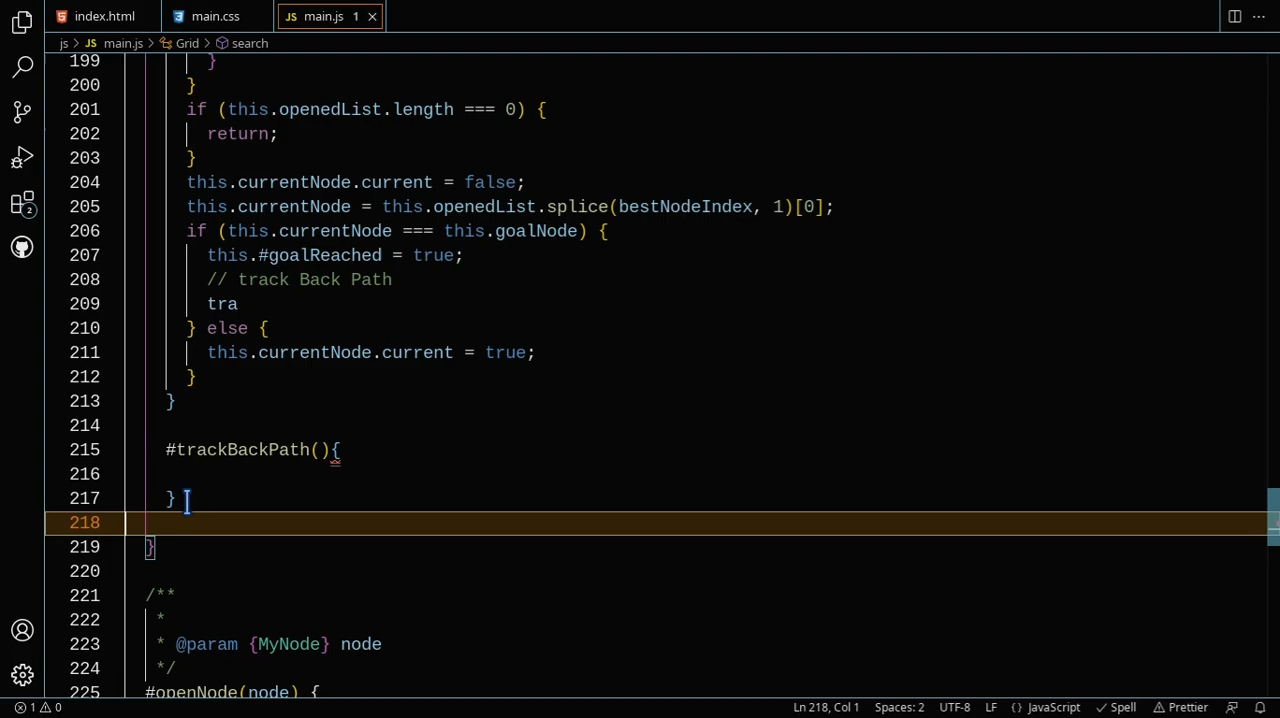 index.html
main.css
JS main.js 1
js > JS main.js > Grid > search
199 }
200 }
201 if (this.openedList.length === 0) {
202 return;
203 }
204 this.currentNode.current = false;
205 this.currentNode = this.openedList.splice(bestNodeIndex, 1)[0];
206 if (this.currentNode === this.goalNode) {
207 this.#goalReached = true;
208 // track Back Path
209 tra
210 } else {
211 this.currentNode.current = true;
212 }
213 }
214
215 #trackBackPath(){
216
217 }
218
219 }
220
221 /**
222 *
223 * @param {MyNode} node
224 */
225 #openNode(node) {
2
1 0
Ln 218, Col 1 Spaces: 2 UTF-8 LF {} JavaScript Spell Prettier